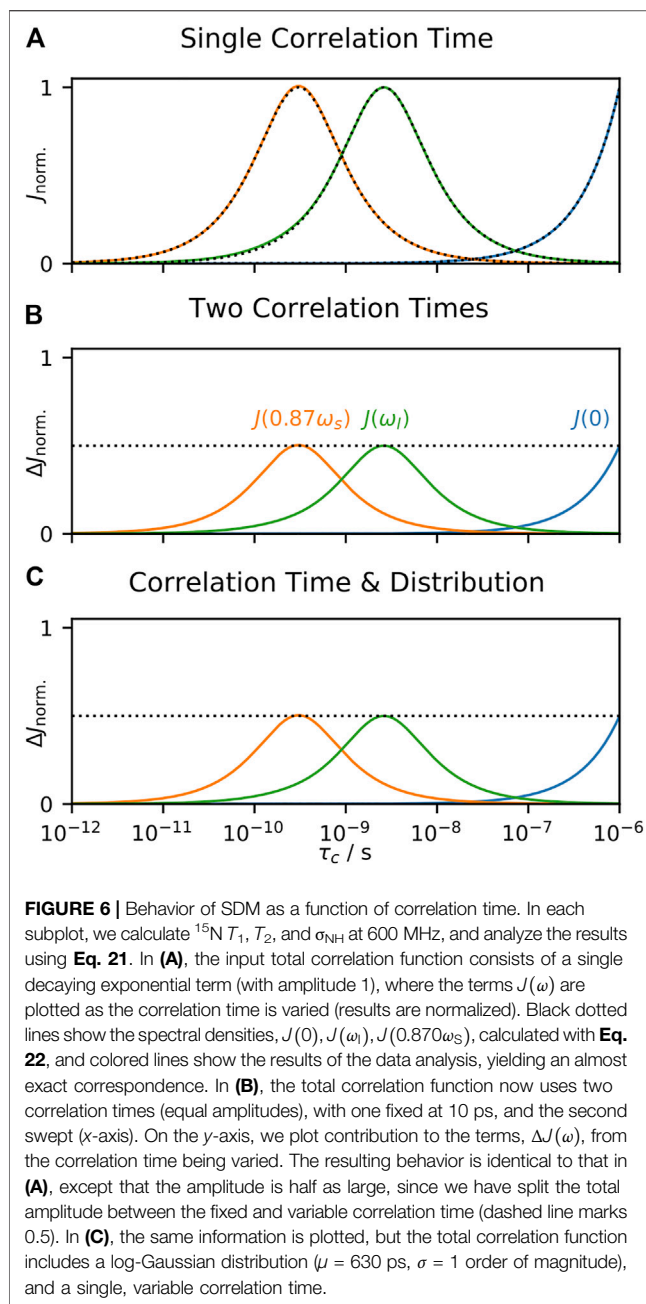 A Single Correlation Time
1
J_norm.
0
B Two Correlation Times
1
J(0.87ω_s) J(ω_I) J(0)
ΔJ_norm.
0
C Correlation Time & Distribution
1
ΔJ_norm.
0
10⁻¹² 10⁻¹¹ 10⁻¹⁰ 10⁻⁹ 10⁻⁸ 10⁻⁷ 10⁻⁶
τ_c / s
FIGURE 6 | Behavior of SDM as a function of correlation time. In each
subplot, we calculate ¹⁵N T₁, T₂, and σ_NH at 600 MHz, and analyze the results
using Eq. 21. In (A), the input total correlation function consists of a single
decaying exponential term (with amplitude 1), where the terms J(ω) are
plotted as the correlation time is varied (results are normalized). Black dotted
lines show the spectral densities, J(0), J(ω_I), J(0.870ω_S), calculated with Eq.
22, and colored lines show the results of the data analysis, yielding an almost
exact correspondence. In (B), the total correlation function now uses two
correlation times (equal amplitudes), with one fixed at 10 ps, and the second
swept (x-axis). On the y-axis, we plot contribution to the terms, ΔJ(ω), from
the correlation time being varied. The resulting behavior is identical to that in
(A), except that the amplitude is half as large, since we have split the total
amplitude between the fixed and variable correlation time (dashed line marks
0.5). In (C), the same information is plotted, but the total correlation function
includes a log-Gaussian distribution (μ = 630 ps, σ = 1 order of magnitude),
and a single, variable correlation time.